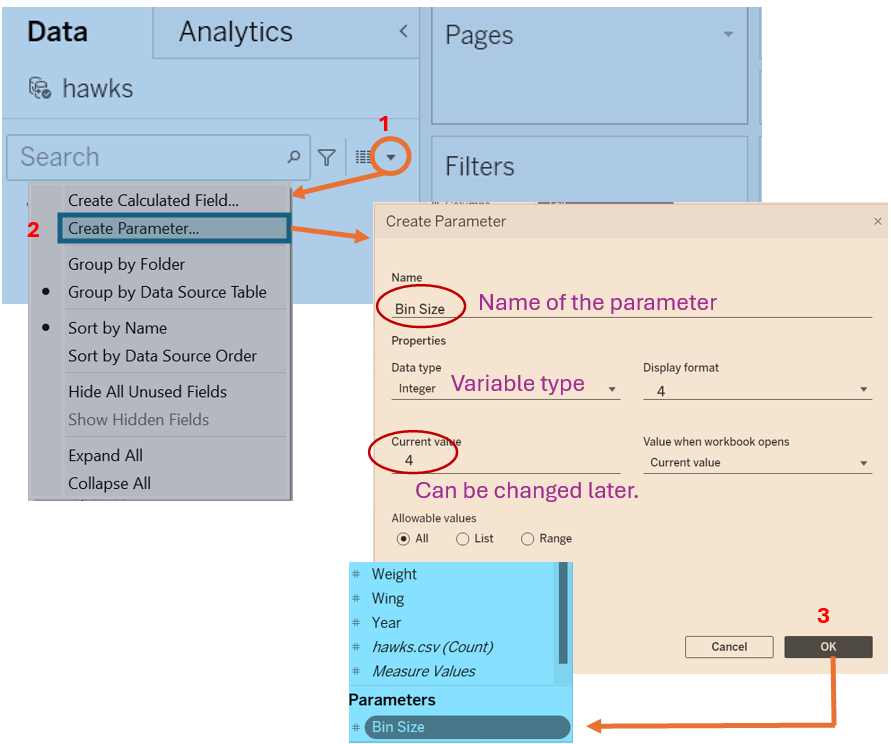 Data
Analytics
Pages
hawks
1
Search
Filters
Create Calculated Field...
2
Create Parameter...
Group by Folder
Group by Data Source Table
Sort by Name
Sort by Data Source Order
Hide All Unused Fields
Show Hidden Fields
Expand All
Collapse All
Create Parameter
Name
Bin Size
Name of the parameter
Properties
Data type
Display format
Integer
Variable type
4
Current value
Value when workbook opens
4
Current value
Can be changed later.
Allowable values
All
List
Range
# Weight
# Wing
# Year
# hawks.csv (Count)
# Measure Values
3
Cancel
OK
Parameters
# Bin Size